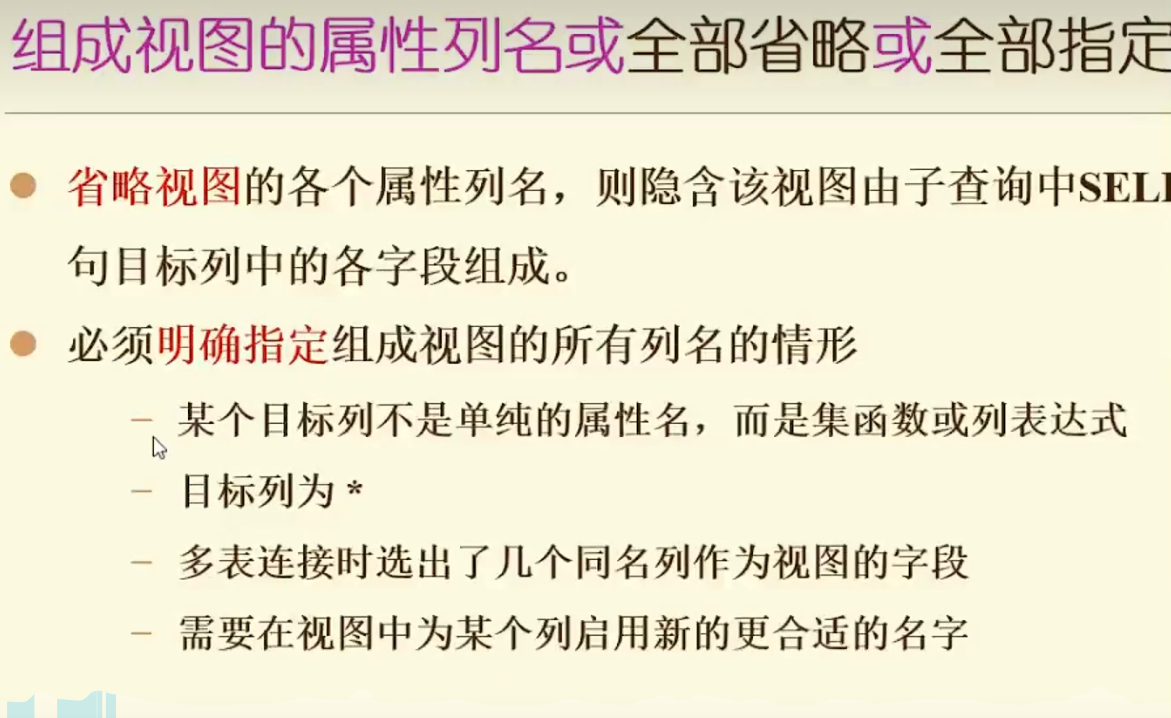 组成视图的属性列名或全部省略或全部指定
省略视图的各个属性列名，则隐含该视图由子查询中SEL
句目标列中的各字段组成。
必须明确指定组成视图的所有列名的情形
– 某个目标列不是单纯的属性名，而是集函数或列表达式
– 目标列为 *
– 多表连接时选出了几个同名列作为视图的字段
– 需要在视图中为某个列启用新的更合适的名字